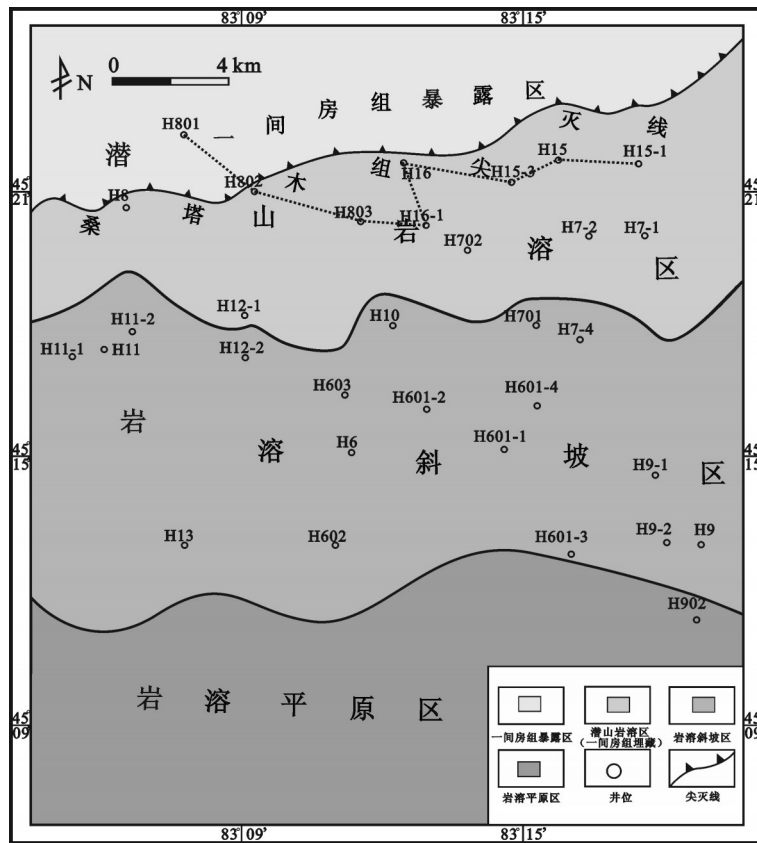 83°09
83°15
N
0
4 km
一间房组暴露区
H801
潜
灭线
H15
H15-1
H16
H15-3
组尖
45°
21
H802
木
45°
21
H8
桑塔山
H803
H16-1
岩
H702
溶
H7-2
H7-1
区
H12-1
H11-2
H10
H701
H7-4
H11-1
H11
H12-2
H603
H601-2
H601-4
岩溶斜坡区
H6
H601-1
45°
15
45°
15
H9-1
H13
H602
H601-3
H9-2
H9
H902
岩溶平原区
45°
09
45°
09
一间房组暴露区
潜山岩溶区
(一间房组埋藏)
岩溶斜坡区
岩溶平原区
井位
尖灭线
83°09
83°15